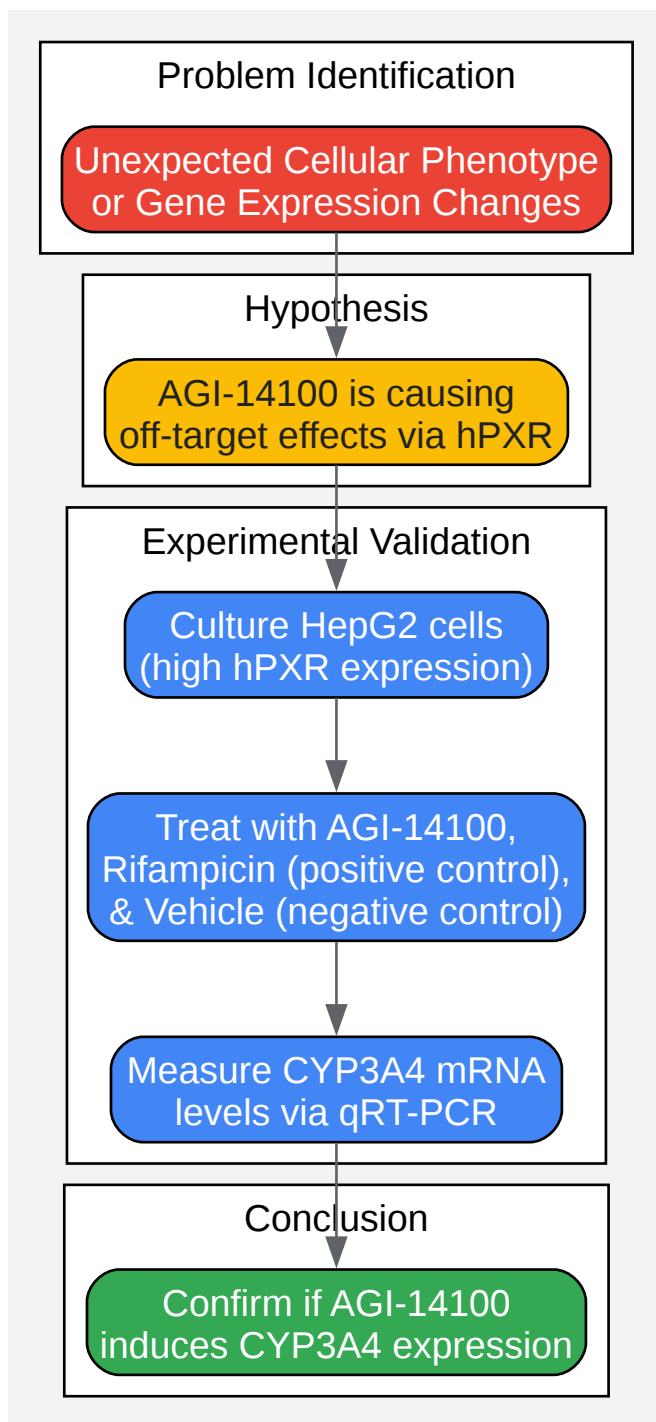 Problem Identification
Unexpected Cellular Phenotype
or Gene Expression Changes
Hypothesis
AGI-14100 is causing
off-target effects via hPXR
Experimental Validation
Culture HepG2 cells
(high hPXR expression)
Treat with AGI-14100,
Rifampicin (positive control),
& Vehicle (negative control)
Measure CYP3A4 mRNA
levels via qRT-PCR
Conclusion
Confirm if AGI-14100
induces CYP3A4 expression